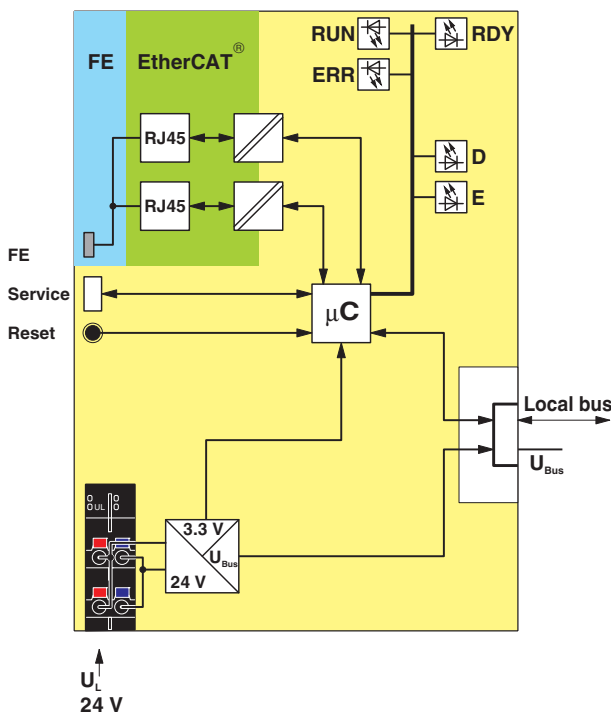 RUN
RDY
FE
EtherCAT®
ERR
RJ45
D
RJ45
E
FE
Service
µC
Reset
Local bus
UBus
UL
3.3 V
UBus
24 V
UL
24 V